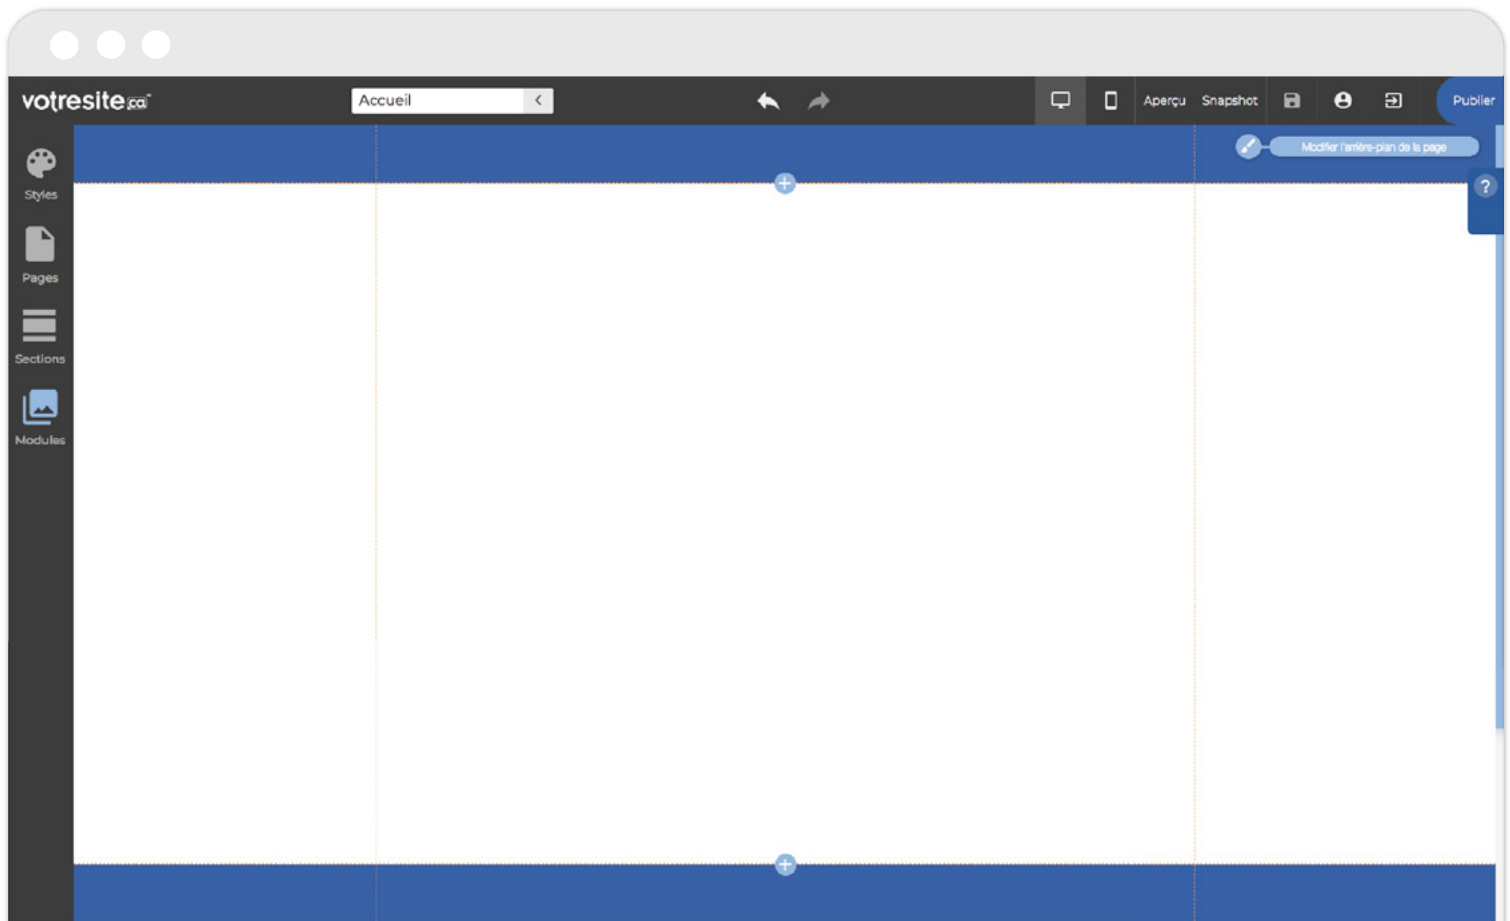 votresite.ca
Accueil
Aperçu
Snapshot
Publier
Modifier l'arrière-plan de la page
?
Styles
Pages
Sections
Modules